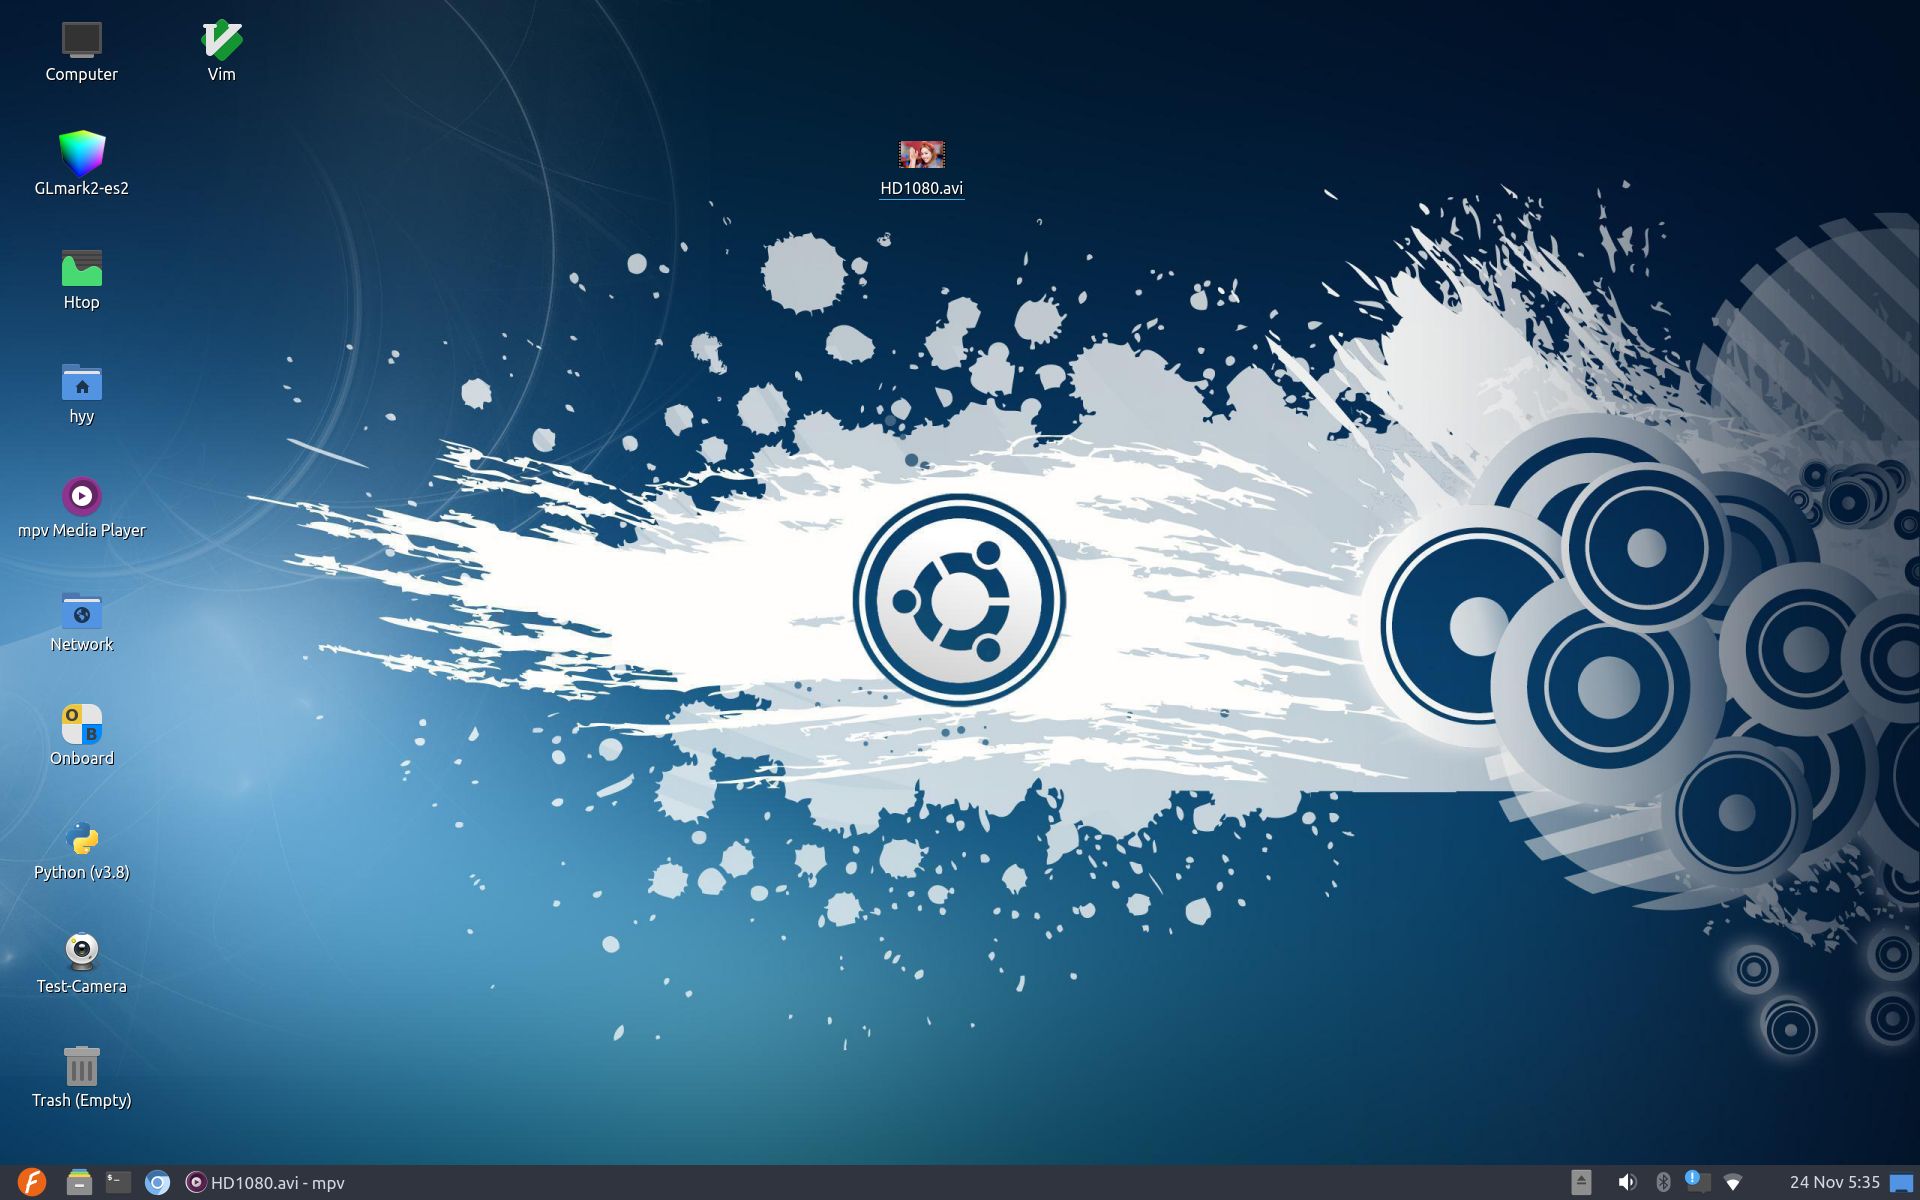 Computer
Vim
GLmark2-es2
HD1080.avi
Htop
hyy
mpv Media Player
Network
O
B
Onboard
Python (v3.8)
Test-Camera
Trash (Empty)
$-
HD1080.avi - mpv
24 Nov 5:35